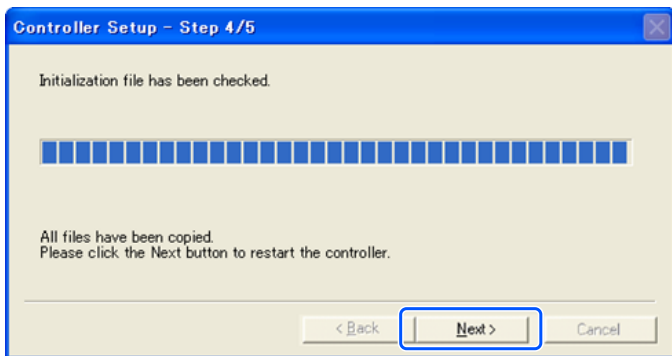 Controller Setup - Step 4/5
Initialization file has been checked.
All files have been copied.
Please click the Next button to restart the controller.
< Back
Next >
Cancel